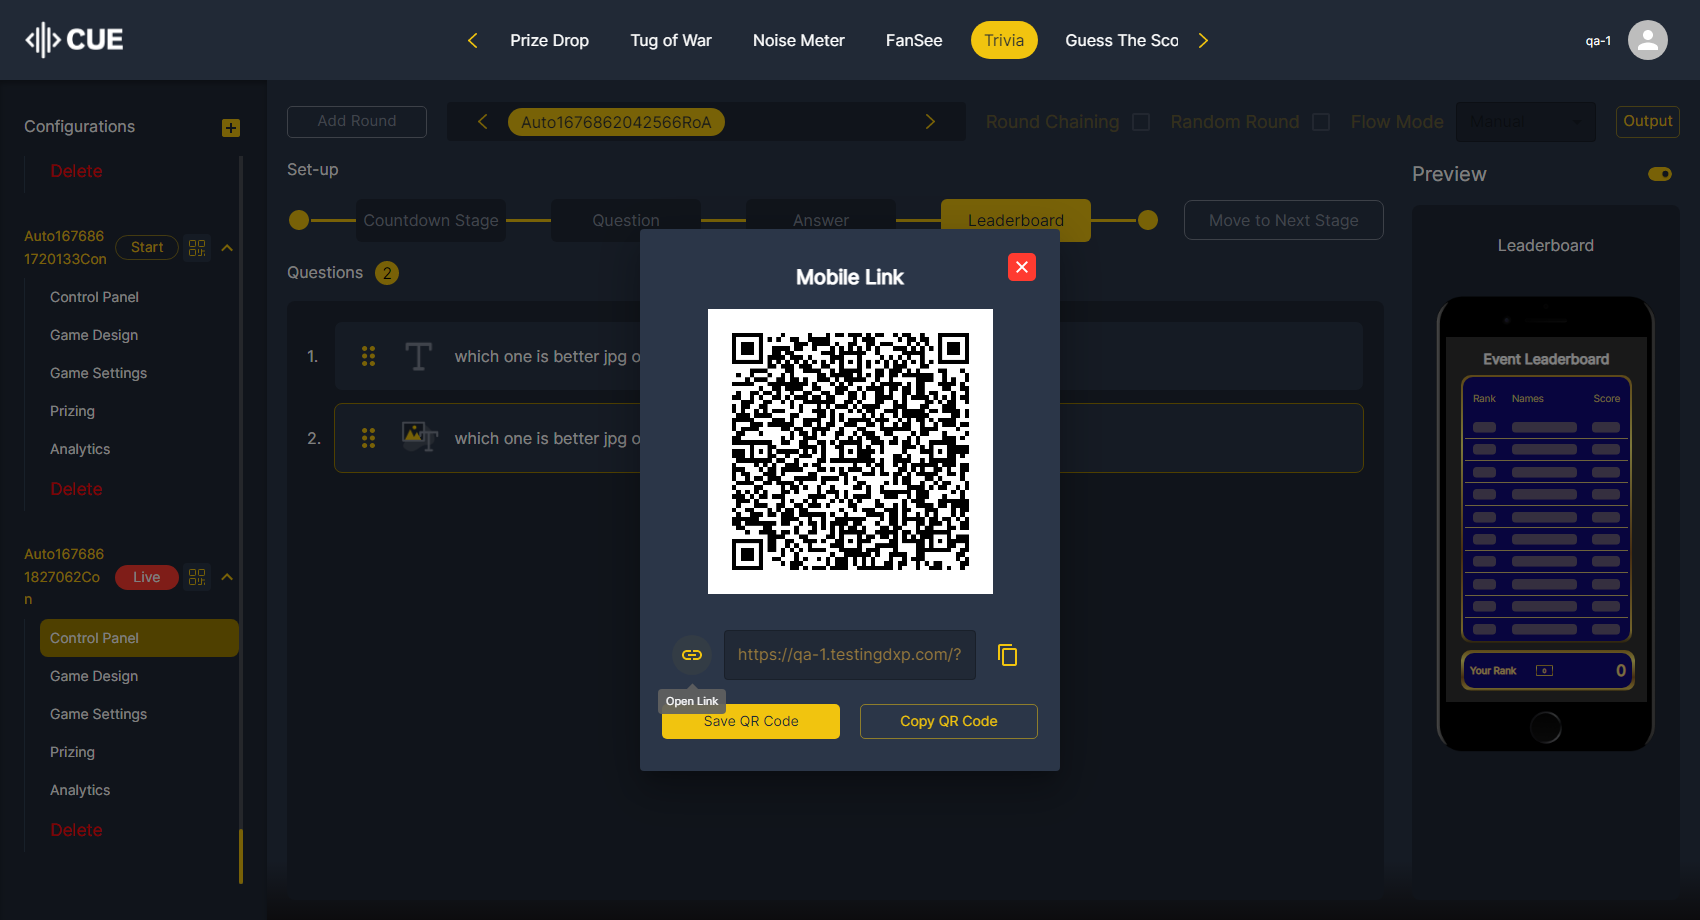 CUE
Prize Drop
Tug of War
Noise Meter
FanSee
Trivia
Guess The Sco
qa-1
Configurations
Delete
Auto167686
1720133Con
Start
Control Panel
Game Design
Game Settings
Prizing
Analytics
Delete
Auto167686
1827062Co
n
Live
Control Panel
Game Design
Game Settings
Prizing
Analytics
Delete
Add Round
Auto1676862042566RoA
Round Chaining
Random Round
Flow Mode
Manual
Output
Set-up
Countdown Stage
Question
Answer
Leaderboard
Move to Next Stage
Questions 2
1. which one is better jpg o
2. which one is better jpg o
Mobile Link
https://qa-1.testingdxp.com/?
Open Link
Save QR Code
Copy QR Code
Preview
Leaderboard
Event Leaderboard
Rank Names Score
Your Rank 0 0